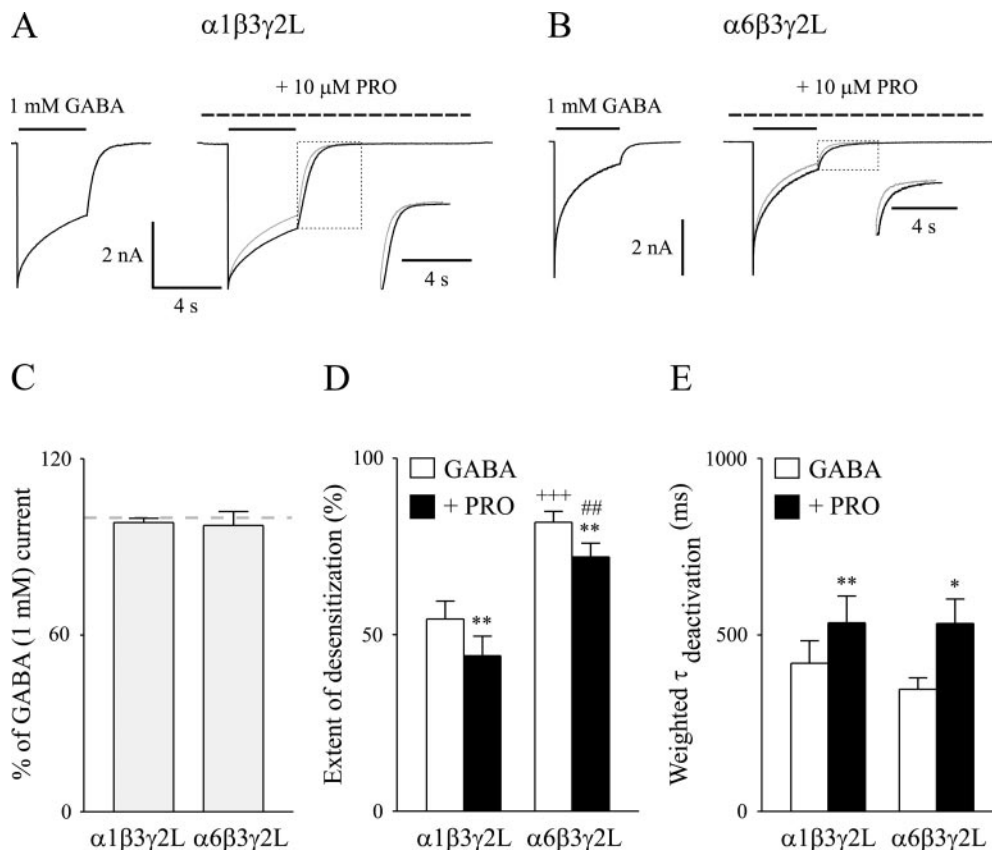 A
α1β3γ2L
B
α6β3γ2L
1 mM GABA
+ 10 μM PRO
1 mM GABA
+ 10 μM PRO
2 nA
4 s
4 s
2 nA
4 s
C
D
E
% of GABA (1 mM) current
120
60
0
α1β3γ2L
α6β3γ2L
Extent of desensitization (%)
100
50
0
GABA
+ PRO
**
+++
##
**
α1β3γ2L
α6β3γ2L
Weighted τ deactivation (ms)
1000
500
0
GABA
+ PRO
**
*
α1β3γ2L
α6β3γ2L